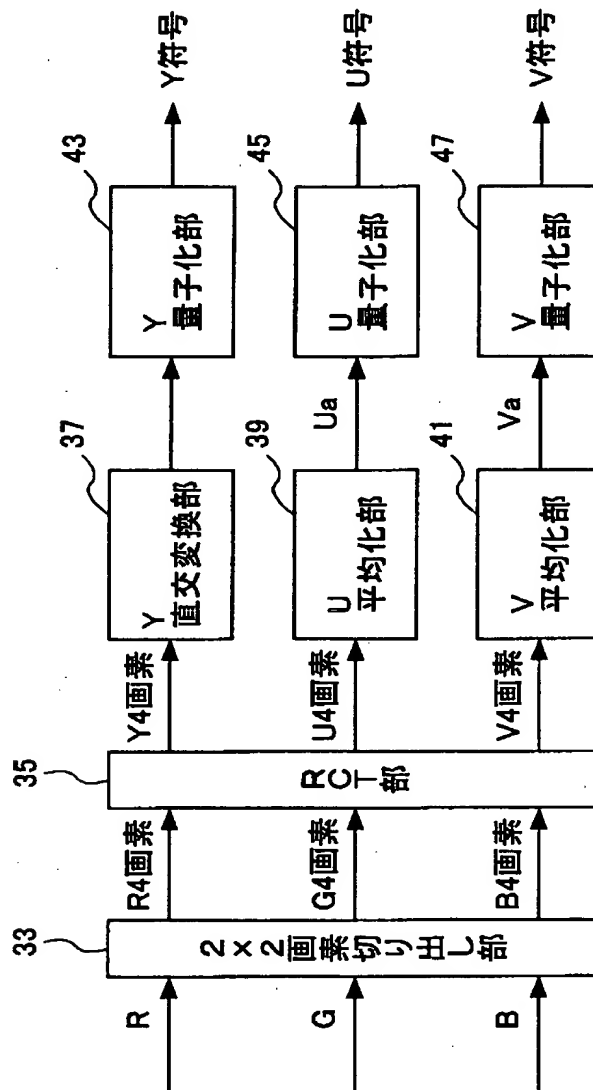 R
G
B
33
2×2画素切り出し部
R4画素
G4画素
B4画素
35
RCT部
Y4画素
U4画素
V4画素
37
Y
直交変換部
39
U
平均化部
41
V
平均化部
Ua
Va
43
Y
量子化部
45
U
量子化部
47
V
量子化部
Y符号
U符号
V符号